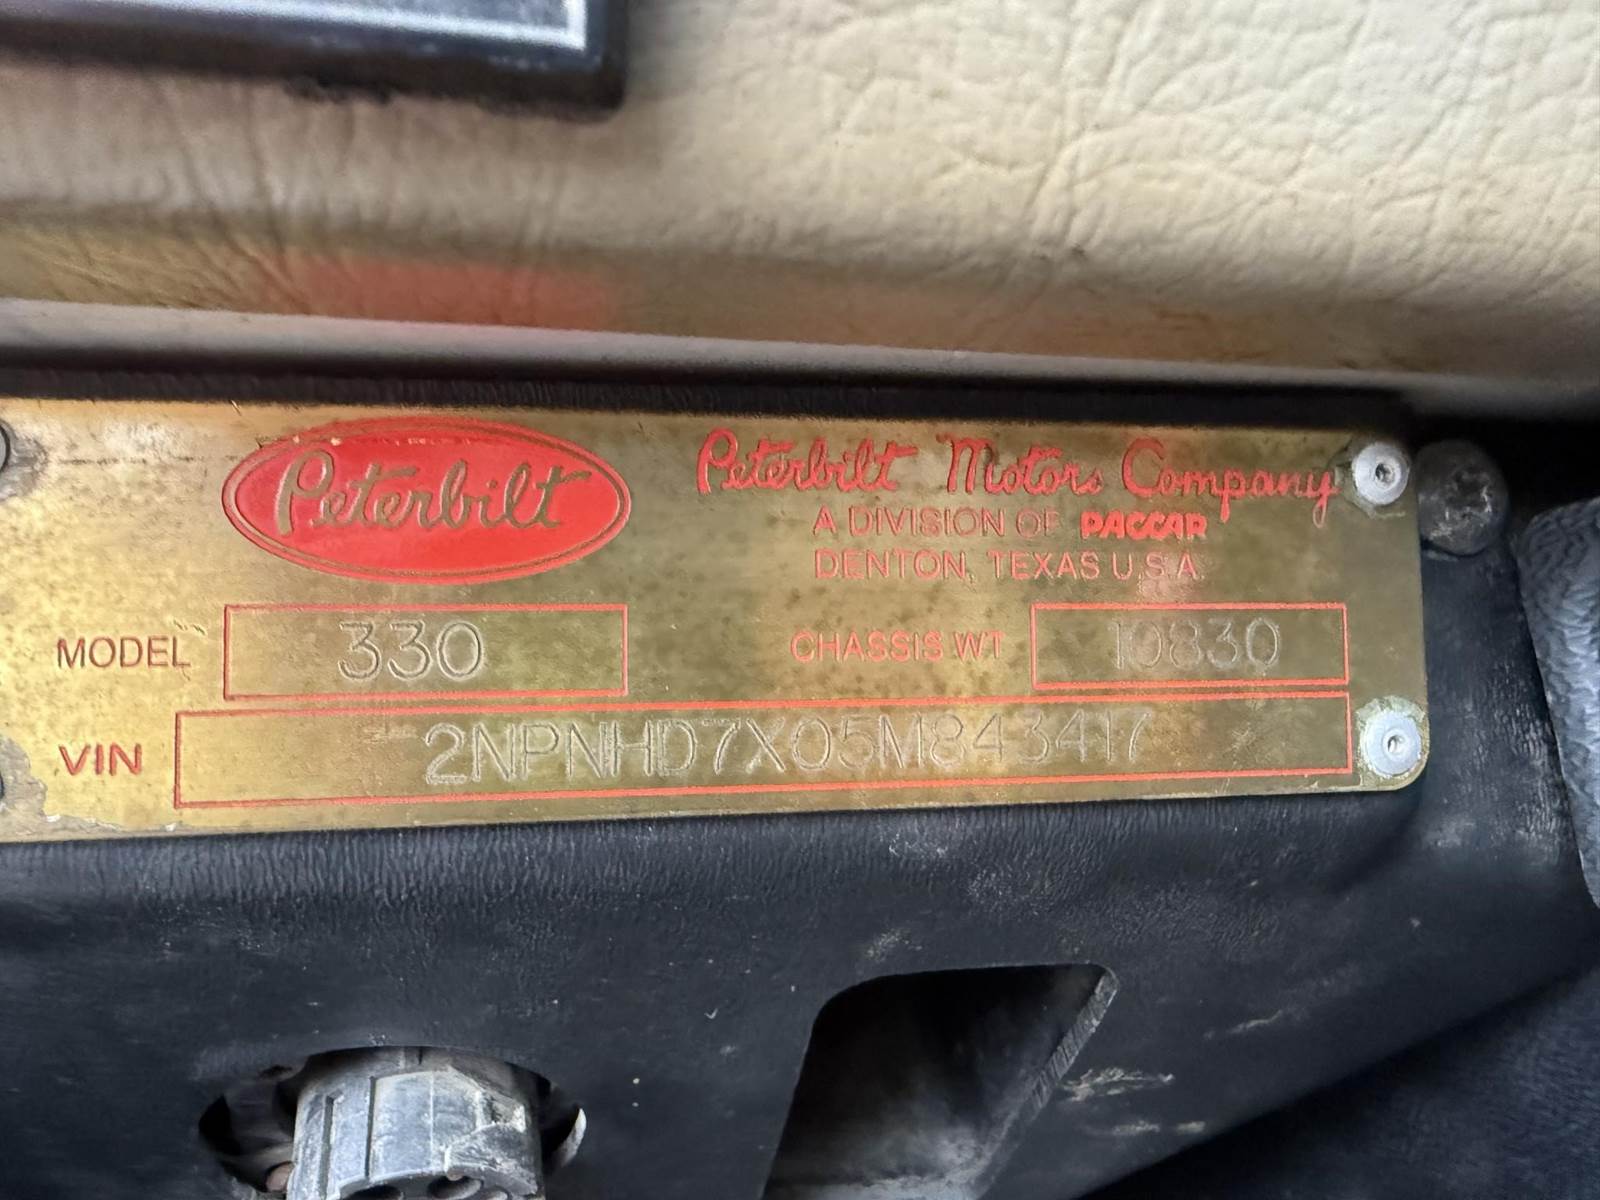 Peterbilt
Peterbilt Motors Company
A DIVISION OF PACCAR
DENTON, TEXAS U.S.A.
MODEL 330
CHASSIS WT 10830
VIN 2NPNHD7X05M843417